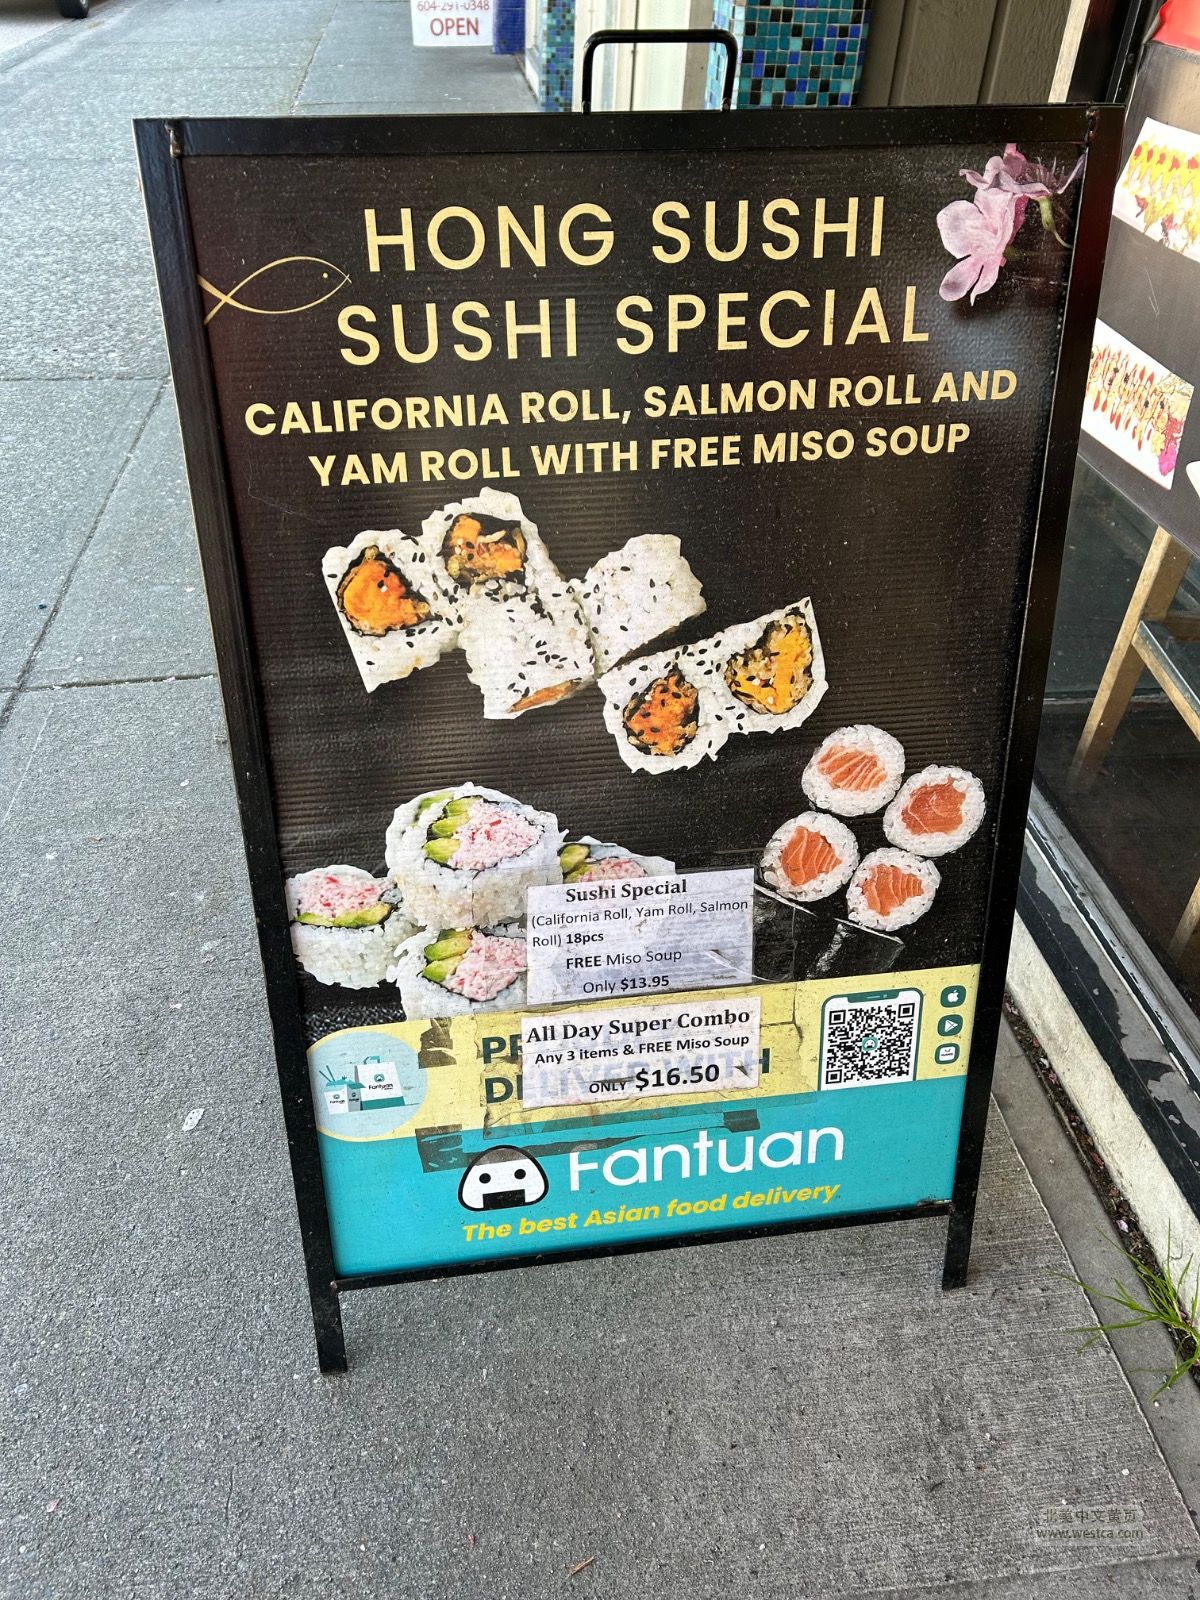 604-291-0348
OPEN
HONG SUSHI
SUSHI SPECIAL
CALIFORNIA ROLL, SALMON ROLL AND
YAM ROLL WITH FREE MISO SOUP
Sushi Special
(California Roll, Yam Roll, Salmon
Roll) 18pcs
FREE Miso Soup
Only $13.95
All Day Super Combo
Any 3 items & FREE Miso Soup
ONLY $16.50
Fantuan
Fantuan
The best Asian food delivery
北美中文黄页
www.westca.com